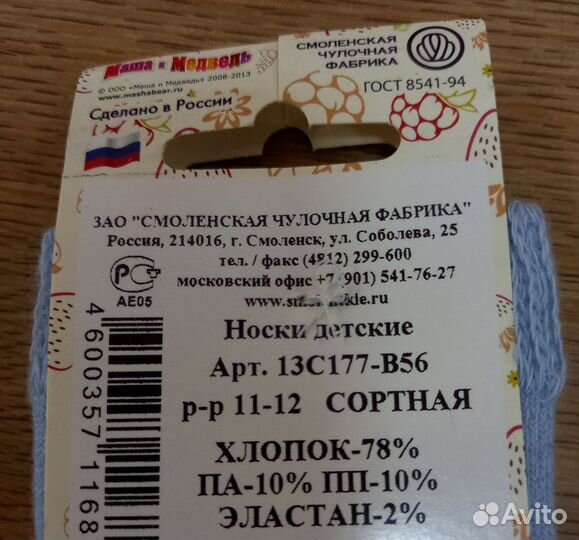 Маша и Медведь
© ООО «Маша и Медведь» 2008-2013
www.mashabear.ru
Сделано в России
СМОЛЕНСКАЯ
ЧУЛОЧНАЯ
ФАБРИКА
ГОСТ 8541-94
ЗАО "СМОЛЕНСКАЯ ЧУЛОЧНАЯ ФАБРИКА"
Россия, 214016, г. Смоленск, ул. Соболева, 25
тел. / факс (4812) 299-600
московский офис +7(901) 541-76-27
РСТ
АЕ05
Носки детские
Арт. 13С177-В56
р-р 11-12 СОРТНАЯ
ХЛОПОК-78%
ПА-10% ПП-10%
ЭЛАСТАН-2%
4600357 1168
Avito